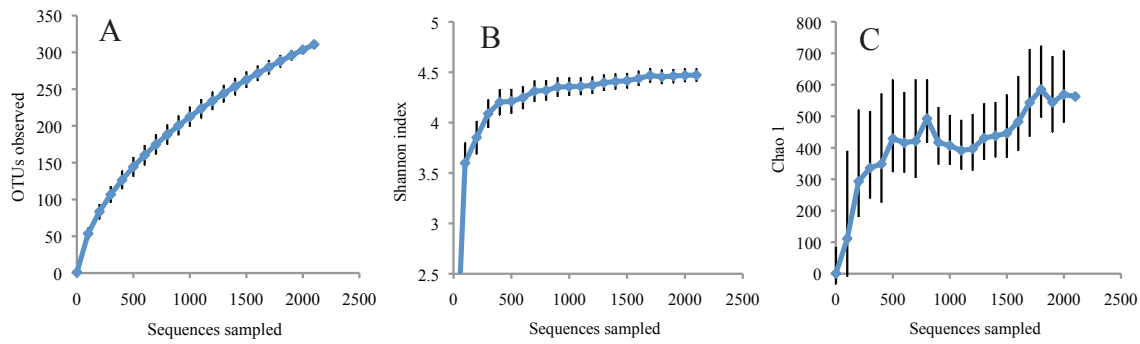 A
OTUs observed
350
300
250
200
150
100
50
0
0 500 1000 1500 2000 2500
Sequences sampled
B
Shannon index
5
4.5
4
3.5
3
2.5
0 500 1000 1500 2000 2500
Sequences sampled
C
Chao 1
800
700
600
500
400
300
200
100
0
0 500 1000 1500 2000 2500
Sequences sampled